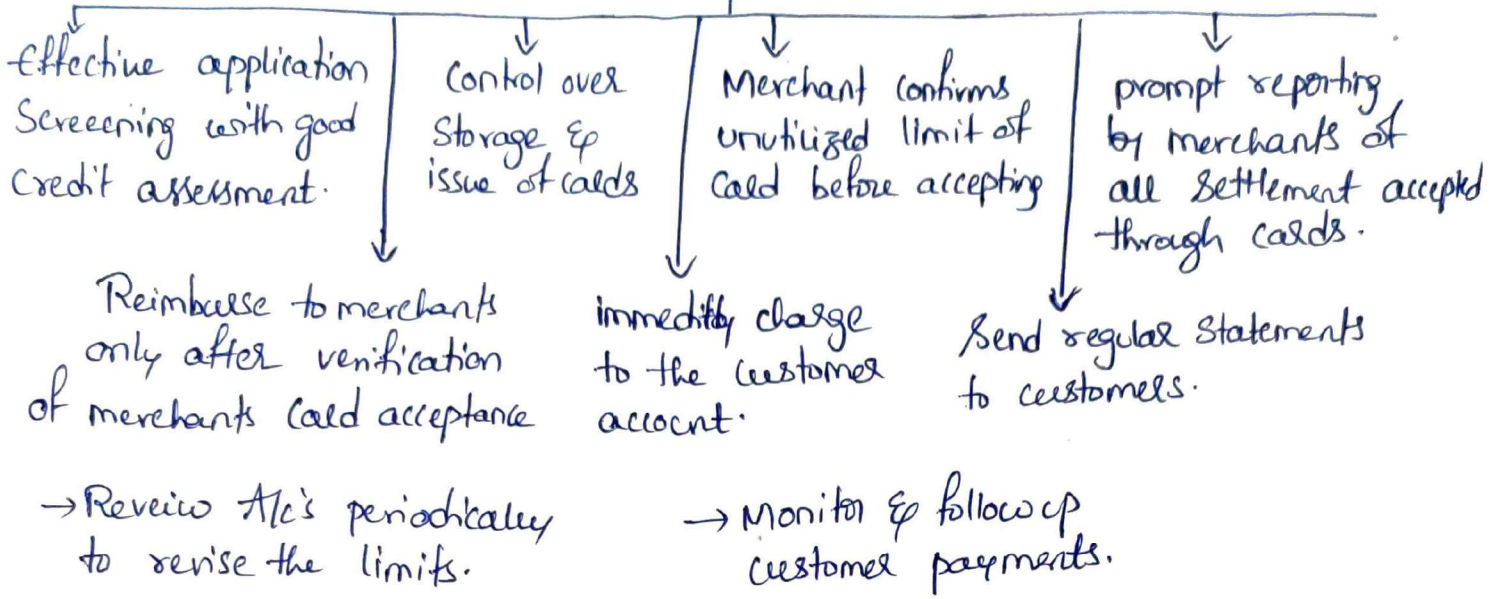 Effective application
Screeening with good
Credit assessment.
Control over
Storage &
issue of cards
Merchant confirms
unutilized limit of
Card before accepting
prompt reporting
by merchants of
all Settlement accepted
through cards.
Reimburse to merchants
only after verification
of merchants Card acceptance
immeditly charge
to the Customer
account.
Send regular Statements
to customers.
→ Reveiw A/c's periodicaley
to revise the limits.
→ Monitor & follow up
customer payments.